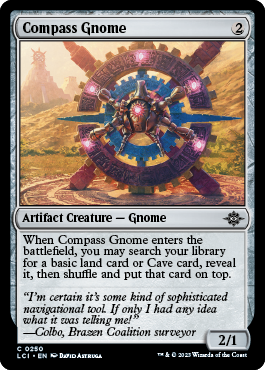 Compass Gnome 2
Artifact Creature — Gnome
When Compass Gnome enters the
battlefield, you may search your library
for a basic land card or Cave card, reveal
it, then shuffle and put that card on top.
“I’m certain it’s some kind of sophisticated
navigational tool. If only I had any idea
what it was telling me!”
—Colbo, Brazen Coalition surveyor
2/1
C 0250
LCI • EN David Astruga
™ & © 2023 Wizards of the Coast